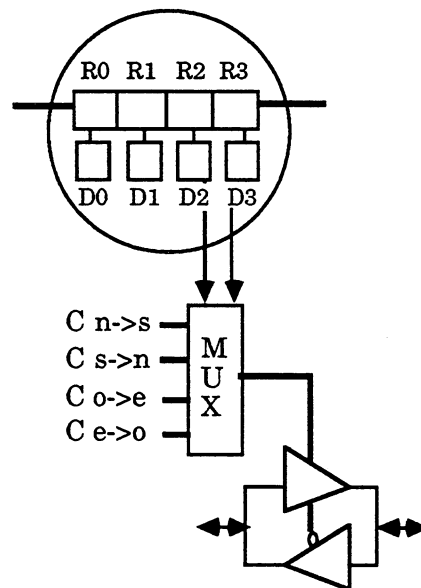 R0 R1 R2 R3
D0 D1 D2 D3
C n->s
C s->n
C o->e
C e->o
M
U
X